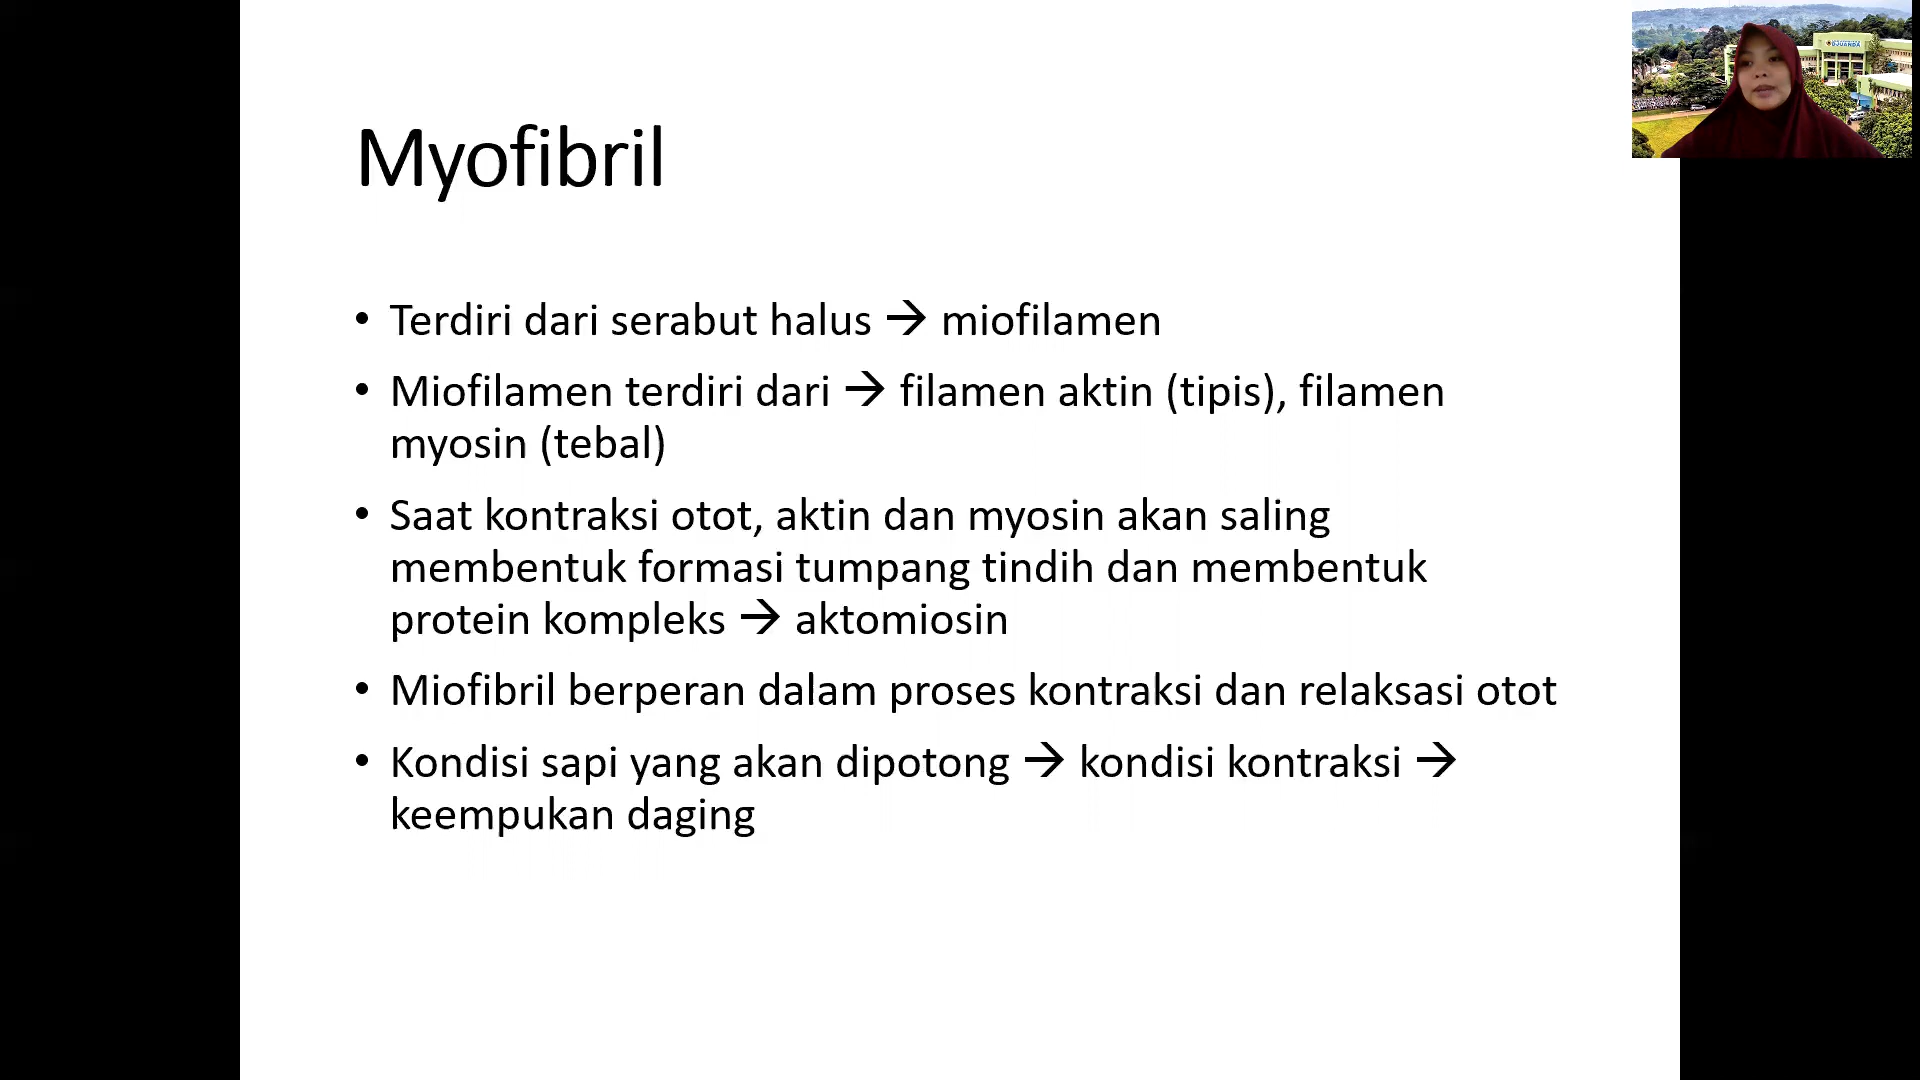 Myofibril
• Terdiri dari serabut halus → miofilamen
• Miofilamen terdiri dari → filamen aktin (tipis), filamen
myosin (tebal)
• Saat kontraksi otot, aktin dan myosin akan saling
membentuk formasi tumpang tindih dan membentuk
protein kompleks → aktomiosin
• Miofibril berperan dalam proses kontraksi dan relaksasi otot
• Kondisi sapi yang akan dipotong → kondisi kontraksi →
keempukan daging
DJUANDA